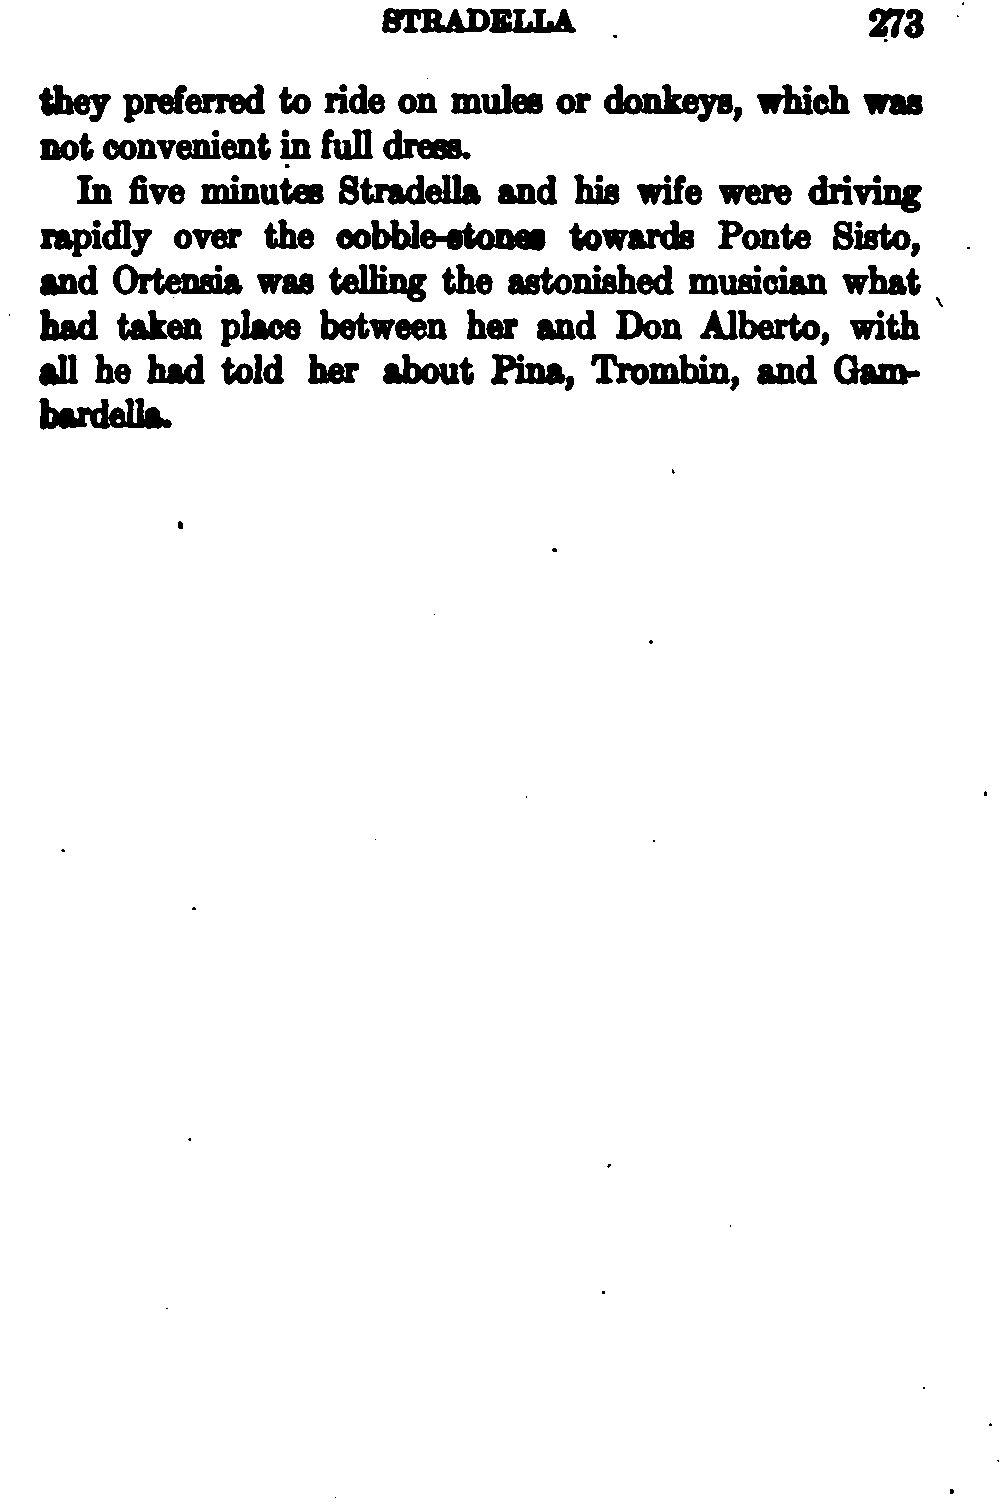 STRADELLA 273
they preferred to ride on mules or donkeys, which was
not convenient in full dress.
In five minutes Stradella and his wife were driving
rapidly over the cobble-stones towards Ponte Sisto,
and Ortensia was telling the astonished musician what
had taken place between her and Don Alberto, with
all he had told her about Pina, Trombin, and Gam-
bardella.